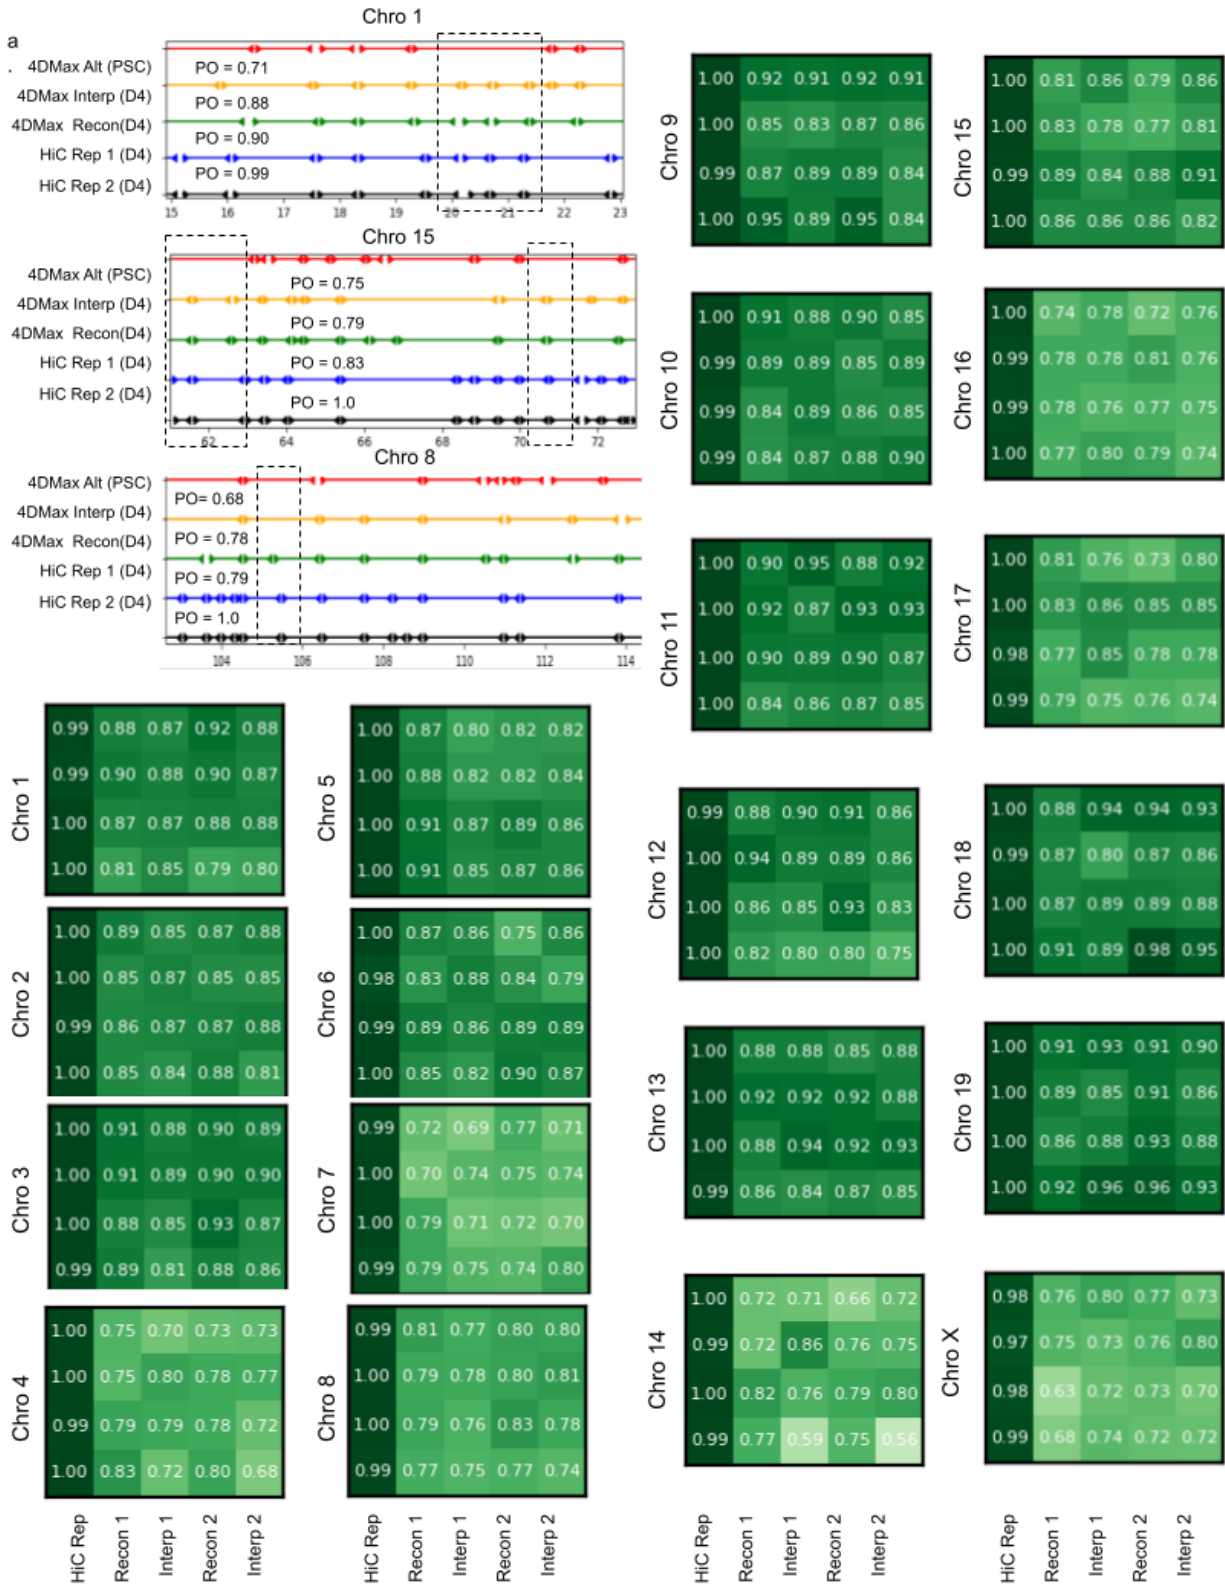 Chro 1
a
.
4DMax Alt (PSC)
PO = 0.71
4DMax Interp (D4)
PO = 0.88
4DMax Recon(D4)
PO = 0.90
HiC Rep 1 (D4)
PO = 0.99
HiC Rep 2 (D4)
15 16 17 18 19 20 21 22 23
Chro 15
4DMax Alt (PSC)
PO = 0.75
4DMax Interp (D4)
PO = 0.79
4DMax Recon(D4)
HiC Rep 1 (D4)
PO = 0.83
HiC Rep 2 (D4)
PO = 1.0
62 64 66 68 70 72
Chro 8
4DMax Alt (PSC)
PO= 0.68
4DMax Interp (D4)
PO = 0.78
4DMax Recon(D4)
HiC Rep 1 (D4)
PO = 0.79
HiC Rep 2 (D4)
PO = 1.0
104 106 108 110 112 114
Chro 1
0.99 0.88 0.87 0.92 0.88
0.99 0.90 0.88 0.90 0.87
1.00 0.87 0.87 0.88 0.88
1.00 0.81 0.85 0.79 0.80
Chro 2
1.00 0.89 0.85 0.87 0.88
1.00 0.85 0.87 0.85 0.85
0.99 0.86 0.87 0.87 0.88
1.00 0.85 0.84 0.88 0.81
Chro 3
1.00 0.91 0.88 0.90 0.89
1.00 0.91 0.89 0.90 0.90
1.00 0.88 0.85 0.93 0.87
0.99 0.89 0.81 0.88 0.86
Chro 4
1.00 0.75 0.70 0.73 0.73
1.00 0.75 0.80 0.78 0.77
0.99 0.79 0.79 0.78 0.72
1.00 0.83 0.72 0.80 0.68
HiC Rep
Recon 1
Interp 1
Recon 2
Interp 2
Chro 5
1.00 0.87 0.80 0.82 0.82
1.00 0.88 0.82 0.82 0.84
1.00 0.91 0.87 0.89 0.86
1.00 0.91 0.85 0.87 0.86
Chro 6
1.00 0.87 0.86 0.75 0.86
0.98 0.83 0.88 0.84 0.79
0.99 0.89 0.86 0.89 0.89
1.00 0.85 0.82 0.90 0.87
Chro 7
0.99 0.72 0.69 0.77 0.71
1.00 0.70 0.74 0.75 0.74
1.00 0.79 0.71 0.72 0.70
0.99 0.79 0.75 0.74 0.80
Chro 8
0.99 0.81 0.77 0.80 0.80
1.00 0.79 0.78 0.80 0.81
1.00 0.79 0.76 0.83 0.78
0.99 0.77 0.75 0.77 0.74
HiC Rep
Recon 1
Interp 1
Recon 2
Interp 2
Chro 9
1.00 0.92 0.91 0.92 0.91
1.00 0.85 0.83 0.87 0.86
0.99 0.87 0.89 0.89 0.84
1.00 0.95 0.89 0.95 0.84
Chro 10
1.00 0.91 0.88 0.90 0.85
0.99 0.89 0.89 0.85 0.89
0.99 0.84 0.89 0.86 0.85
0.99 0.84 0.87 0.88 0.90
Chro 11
1.00 0.90 0.95 0.88 0.92
1.00 0.92 0.87 0.93 0.93
1.00 0.90 0.89 0.90 0.87
1.00 0.84 0.86 0.87 0.85
Chro 12
0.99 0.88 0.90 0.91 0.86
1.00 0.94 0.89 0.89 0.86
1.00 0.86 0.85 0.93 0.83
1.00 0.82 0.80 0.80 0.75
Chro 13
1.00 0.88 0.88 0.85 0.88
1.00 0.92 0.92 0.92 0.88
1.00 0.88 0.94 0.92 0.93
0.99 0.86 0.84 0.87 0.85
Chro 14
1.00 0.72 0.71 0.66 0.72
0.99 0.72 0.86 0.76 0.75
1.00 0.82 0.76 0.79 0.80
0.99 0.77 0.59 0.75 0.56
HiC Rep
Recon 1
Interp 1
Recon 2
Interp 2
Chro 15
1.00 0.81 0.86 0.79 0.86
1.00 0.83 0.78 0.77 0.81
0.99 0.89 0.84 0.88 0.91
1.00 0.86 0.86 0.86 0.82
Chro 16
1.00 0.74 0.78 0.72 0.76
0.99 0.78 0.78 0.81 0.76
0.99 0.78 0.76 0.77 0.75
1.00 0.77 0.80 0.79 0.74
Chro 17
1.00 0.81 0.76 0.73 0.80
1.00 0.83 0.86 0.85 0.85
0.98 0.77 0.85 0.78 0.78
0.99 0.79 0.75 0.76 0.74
Chro 18
1.00 0.88 0.94 0.94 0.93
0.99 0.87 0.80 0.87 0.86
1.00 0.87 0.89 0.89 0.88
1.00 0.91 0.89 0.98 0.95
Chro 19
1.00 0.91 0.93 0.91 0.90
1.00 0.89 0.85 0.91 0.86
1.00 0.86 0.88 0.93 0.88
1.00 0.92 0.96 0.96 0.93
Chro X
0.98 0.76 0.80 0.77 0.73
0.97 0.75 0.73 0.76 0.80
0.98 0.63 0.72 0.73 0.70
0.99 0.68 0.74 0.72 0.72
HiC Rep
Recon 1
Interp 1
Recon 2
Interp 2